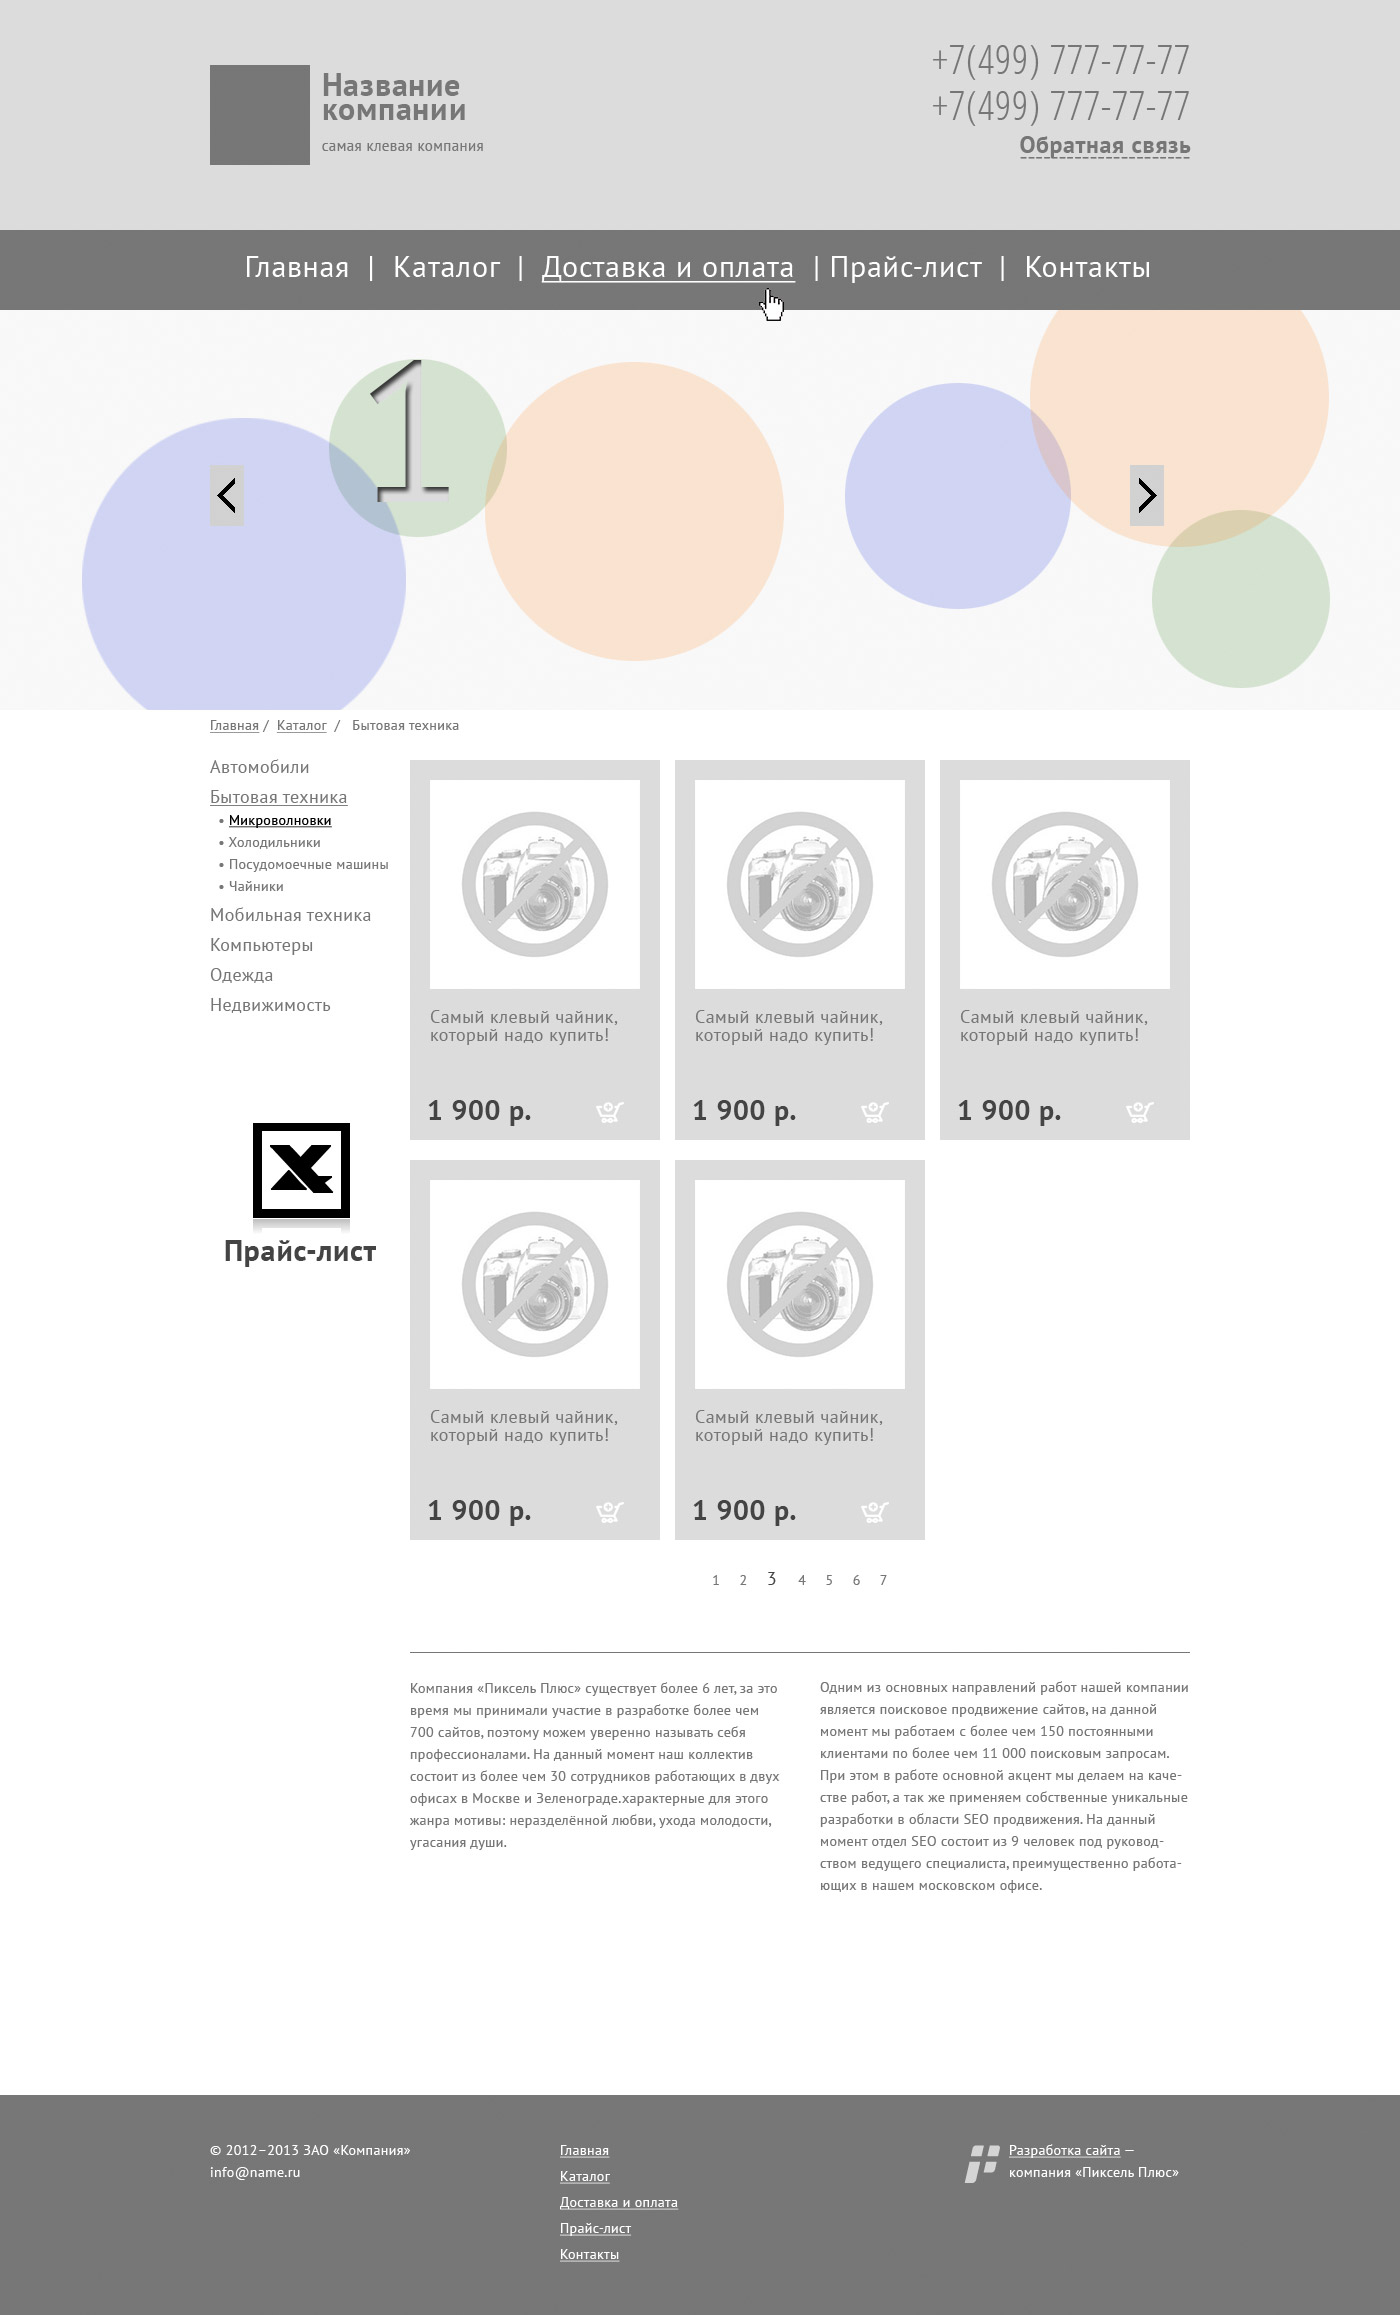 Название
компании
самая клевая компания
+7(499) 777-77-77
+7(499) 777-77-77
Обратная связь
Главная | Каталог | Доставка и оплата | Прайс-лист | Контакты
1
Главная / Каталог / Бытовая техника
Автомобили
Бытовая техника
• Микроволновки
• Холодильники
• Посудомоечные машины
• Чайники
Мобильная техника
Компьютеры
Одежда
Недвижимость
Прайс-лист
Самый клевый чайник,
который надо купить!
1 900 р.
Самый клевый чайник,
который надо купить!
1 900 р.
Самый клевый чайник,
который надо купить!
1 900 р.
Самый клевый чайник,
который надо купить!
1 900 р.
Самый клевый чайник,
который надо купить!
1 900 р.
1 2 3 4 5 6 7
Компания «Пиксель Плюс» существует более 6 лет, за это
время мы принимали участие в разработке более чем
700 сайтов, поэтому можем уверенно называть себя
профессионалами. На данный момент наш коллектив
состоит из более чем 30 сотрудников работающих в двух
офисах в Москве и Зеленограде.характерные для этого
жанра мотивы: неразделённой любви, ухода молодости,
угасания души.
Одним из основных направлений работ нашей компании
является поисковое продвижение сайтов, на данной
момент мы работаем с более чем 150 постоянными
клиентами по более чем 11 000 поисковым запросам.
При этом в работе основной акцент мы делаем на каче-
стве работ, а так же применяем собственные уникальные
разработки в области SEO продвижения. На данный
момент отдел SEO состоит из 9 человек под руковод-
ством ведущего специалиста, преимущественно работа-
ющих в нашем московском офисе.
© 2012–2013 ЗАО «Компания»
info@name.ru
Главная
Каталог
Доставка и оплата
Прайс-лист
Контакты
Разработка сайта —
компания «Пиксель Плюс»